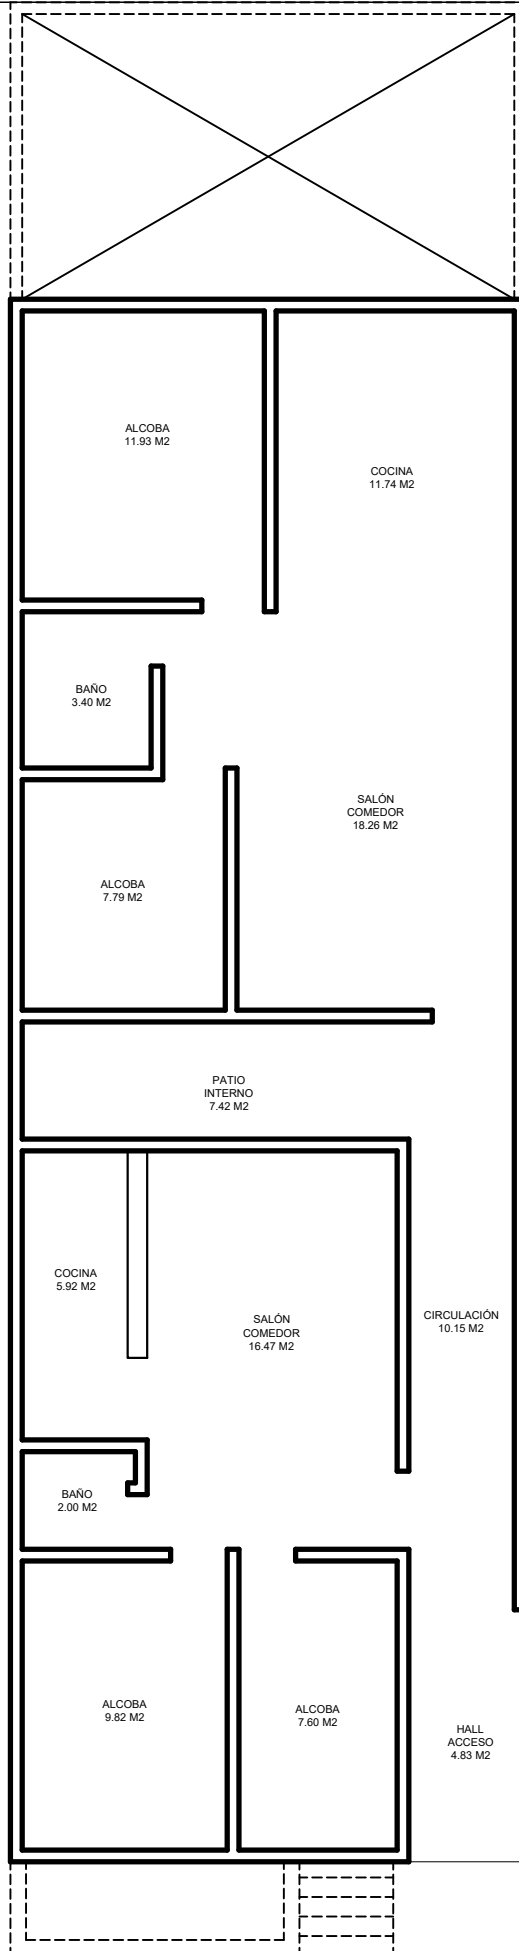 ALCOBA
11.93 M2
COCINA
11.74 M2
BAÑO
3.40 M2
SALÓN
COMEDOR
18.26 M2
ALCOBA
7.79 M2
PATIO
INTERNO
7.42 M2
COCINA
5.92 M2
SALÓN
COMEDOR
16.47 M2
CIRCULACIÓN
10.15 M2
BAÑO
2.00 M2
ALCOBA
9.82 M2
ALCOBA
7.60 M2
HALL
ACCESO
4.83 M2